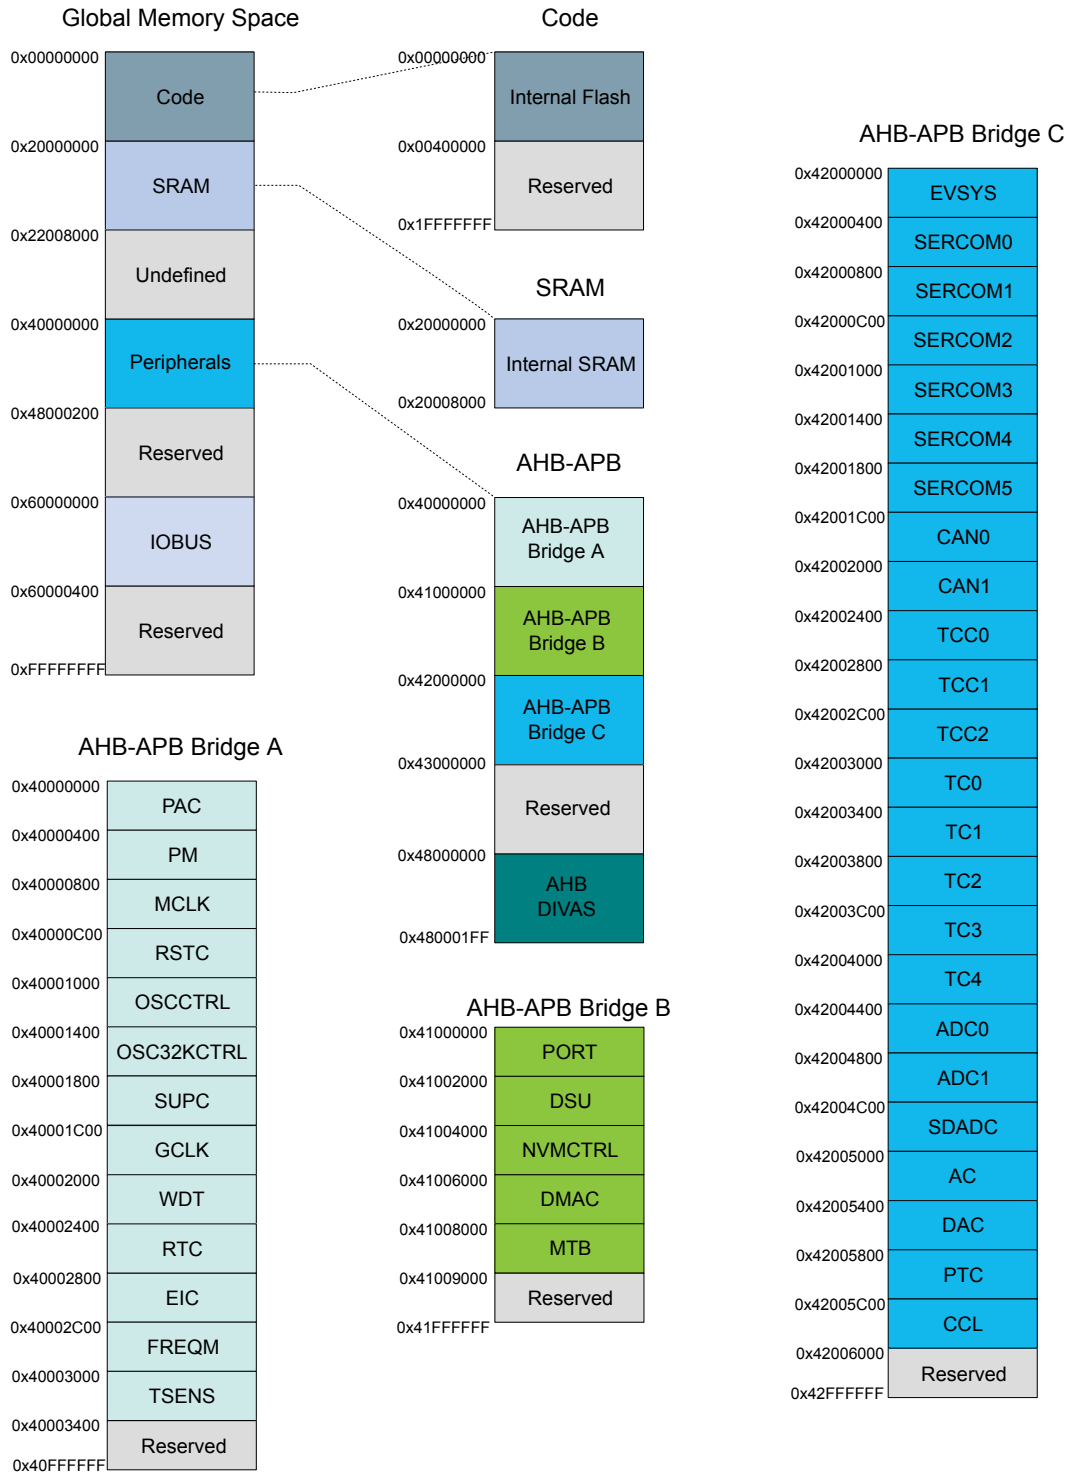 Global Memory Space
0x00000000
Code
0x20000000
SRAM
0x22008000
Undefined
0x40000000
Peripherals
0x48000200
Reserved
0x60000000
IOBUS
0x60000400
Reserved
0xFFFFFFFF
Code
0x00000000
Internal Flash
0x00400000
Reserved
0x1FFFFFFF
SRAM
0x20000000
Internal SRAM
0x20008000
AHB-APB
0x40000000
AHB-APB
Bridge A
0x41000000
AHB-APB
Bridge B
0x42000000
AHB-APB
Bridge C
0x43000000
Reserved
0x48000000
AHB
DIVAS
0x480001FF
AHB-APB Bridge A
0x40000000
PAC
0x40000400
PM
0x40000800
MCLK
0x40000C00
RSTC
0x40001000
OSCCTRL
0x40001400
OSC32KCTRL
0x40001800
SUPC
0x40001C00
GCLK
0x40002000
WDT
0x40002400
RTC
0x40002800
EIC
0x40002C00
FREQM
0x40003000
TSENS
0x40003400
Reserved
0x40FFFFFF
AHB-APB Bridge B
0x41000000
PORT
0x41002000
DSU
0x41004000
NVMCTRL
0x41006000
DMAC
0x41008000
MTB
0x41009000
Reserved
0x41FFFFFF
AHB-APB Bridge C
0x42000000
EVSYS
0x42000400
SERCOM0
0x42000800
SERCOM1
0x42000C00
SERCOM2
0x42001000
SERCOM3
0x42001400
SERCOM4
0x42001800
SERCOM5
0x42001C00
CAN0
0x42002000
CAN1
0x42002400
TCC0
0x42002800
TCC1
0x42002C00
TCC2
0x42003000
TC0
0x42003400
TC1
0x42003800
TC2
0x42003C00
TC3
0x42004000
TC4
0x42004400
ADC0
0x42004800
ADC1
0x42004C00
SDADC
0x42005000
AC
0x42005400
DAC
0x42005800
PTC
0x42005C00
CCL
0x42006000
Reserved
0x42FFFFFF